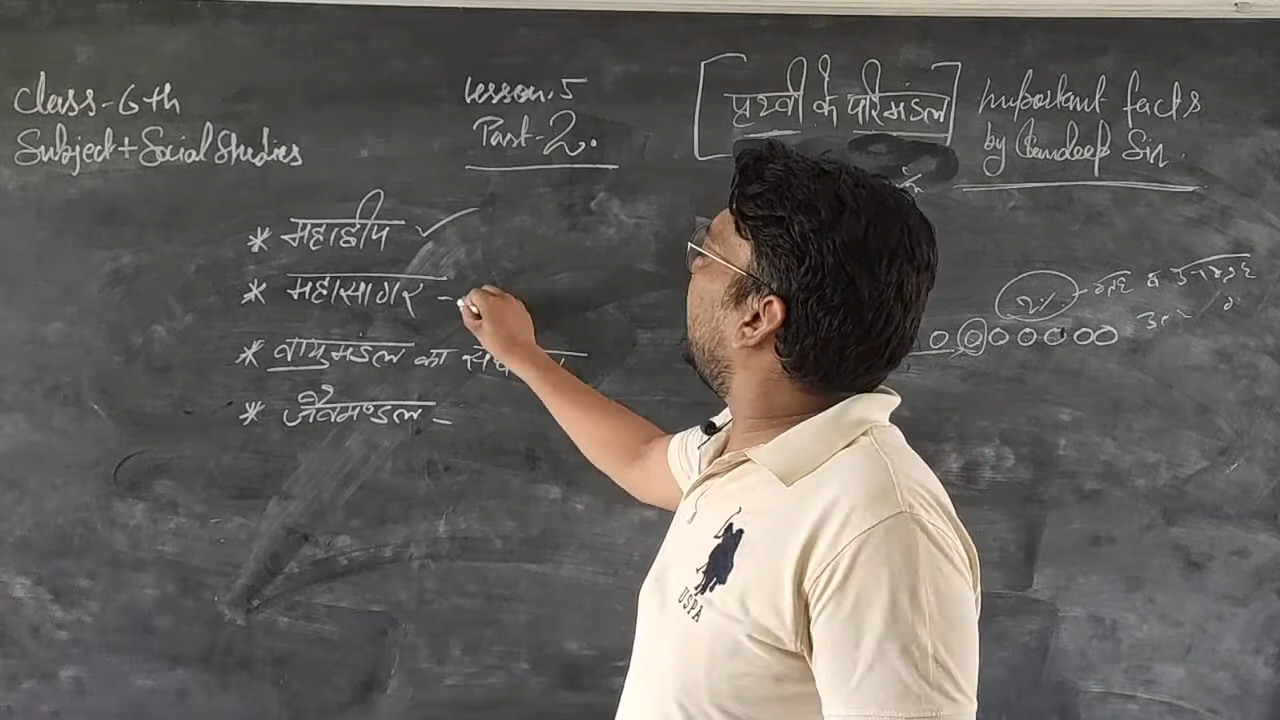 Class-6th
Subject+Social Studies
Lesson.5
Part-2.
पृथ्वी के परिमंडल
Important facts
by Sandeep Sir.
* महाद्वीप ✓
* महासागर -
* वायुमंडल का
* जैवमण्डल -
USPA